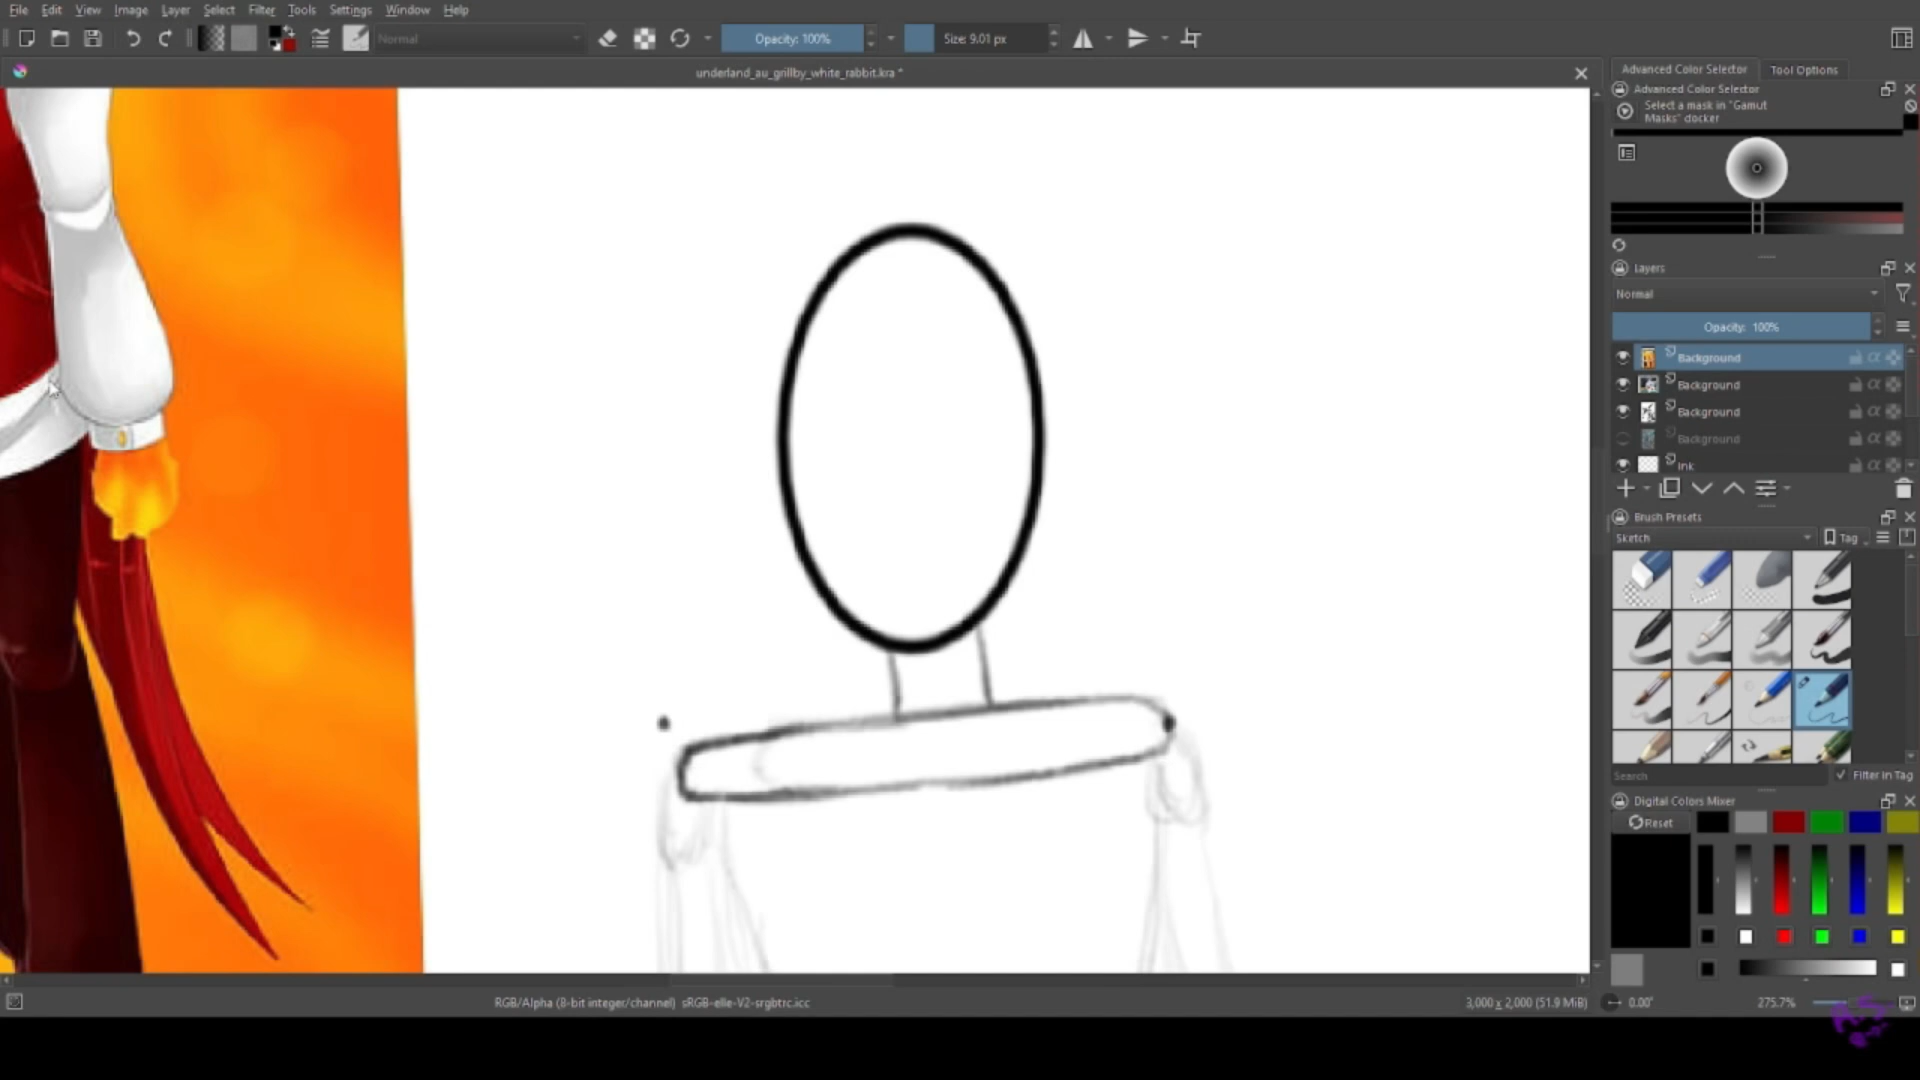 File Edit View Image Layer Select Filter Tools Settings Window Help
Normal Opacity: 100% Size: 9.01 px
underland_au_grillby_white_rabbit.kra *
Advanced Color Selector Tool Options
Advanced Color Selector
Select a mask in "Gamut
Masks" docker
Layers
Normal
Opacity: 100%
Background
Background
Background
Background
Ink
Brush Presets
Sketch Tag
Search Filter in Tag
Digital Colors Mixer
Reset
RGB/Alpha (8-bit integer/channel) sRGB-elle-V2-srgbtrc.icc 3,000 x 2,000 (51.9 MiB) 0.00° 275.7%